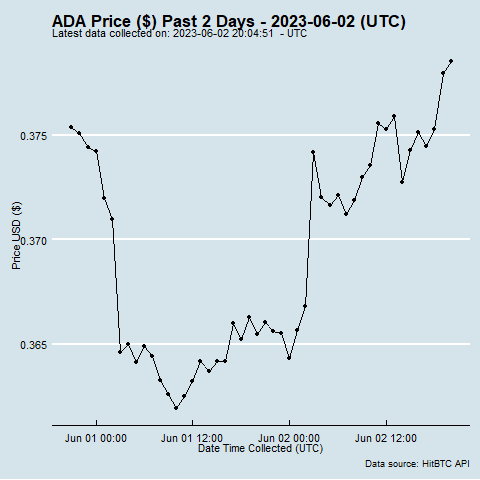 ADA Price ($) Past 2 Days - 2023-06-02 (UTC)
Latest data collected on: 2023-06-02 20:04:51  - UTC
0.375
0.370
0.365
Price USD ($)
Jun 01 00:00 Jun 01 12:00 Jun 02 00:00 Jun 02 12:00
Date Time Collected (UTC)
Data source: HitBTC API